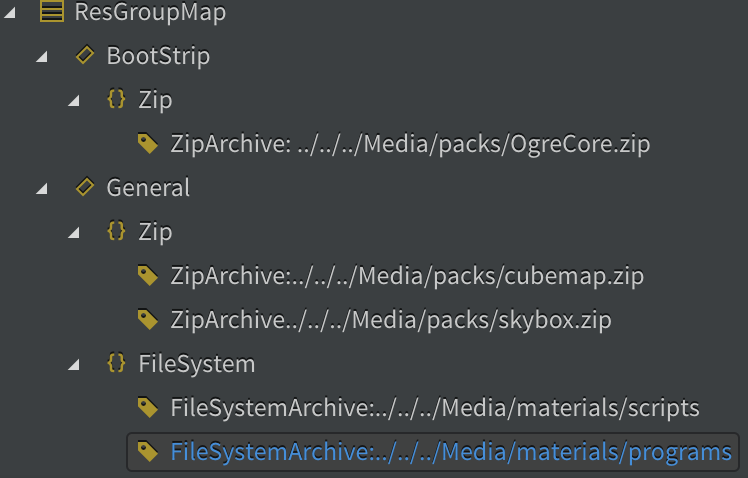 ResGroupMap
BootStrip
{} Zip
ZipArchive: ../../../Media/packs/OgreCore.zip
General
{} Zip
ZipArchive:../../../Media/packs/cubemap.zip
ZipArchive../../../Media/packs/skybox.zip
{} FileSystem
FileSystemArchive:../../../Media/materials/scripts
FileSystemArchive:../../../Media/materials/programs